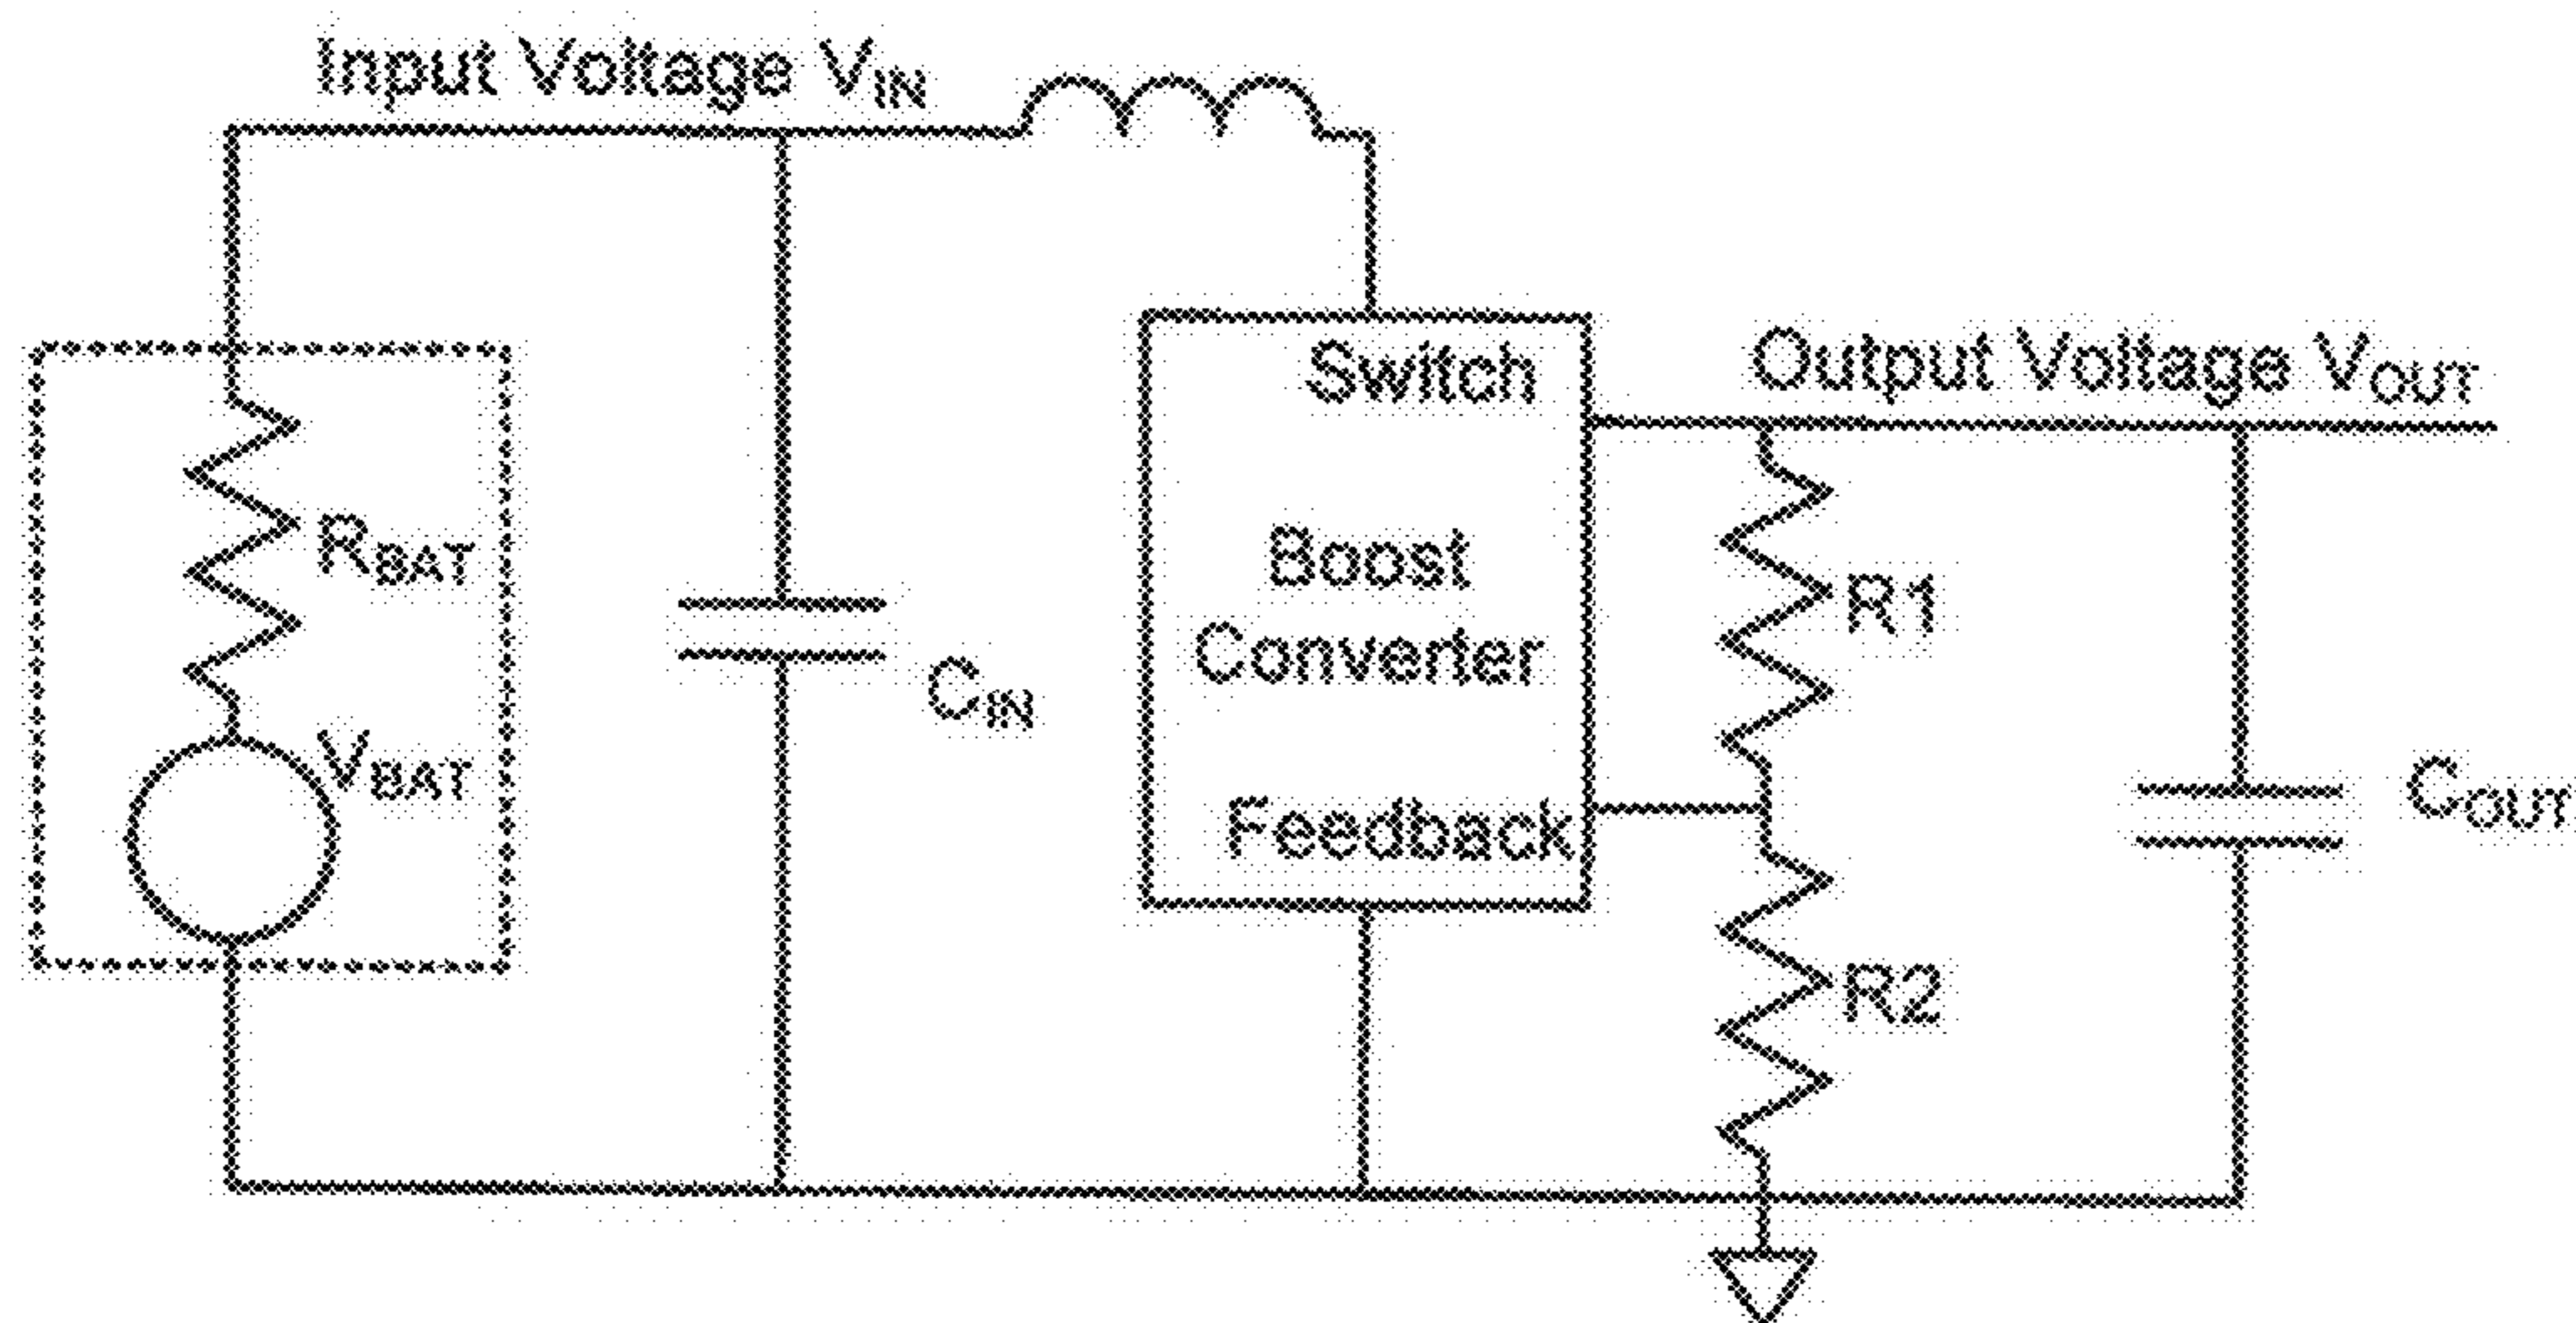 Input Voltage VIN
Switch
Output Voltage VOUT
RBAT
Boost
Converter
R1
CIN
VBAT
Feedback
COUT
R2